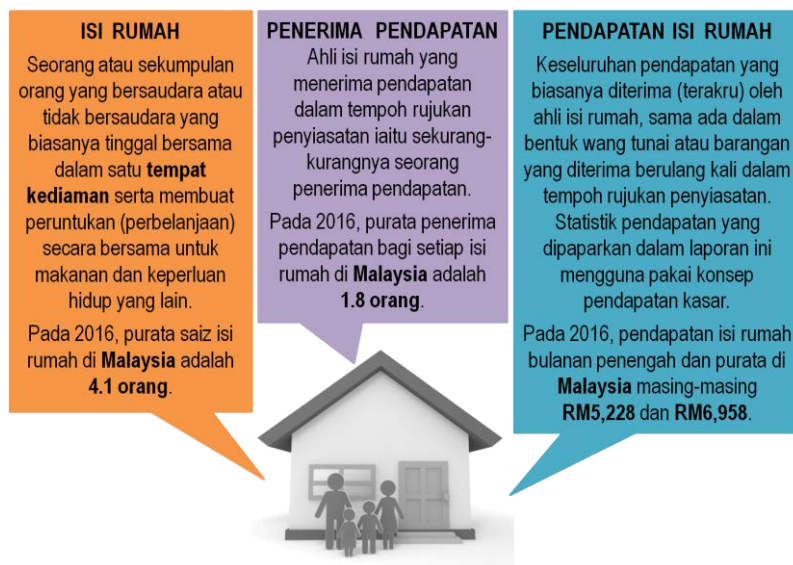 ISI RUMAH
Seorang atau sekumpulan
orang yang bersaudara atau
tidak bersaudara yang
biasanya tinggal bersama
dalam satu tempat
kediaman serta membuat
peruntukan (perbelanjaan)
secara bersama untuk
makanan dan keperluan
hidup yang lain.
Pada 2016, purata saiz isi
rumah di Malaysia adalah
4.1 orang.
PENERIMA PENDAPATAN
Ahli isi rumah yang
menerima pendapatan
dalam tempoh rujukan
penyiasatan iaitu sekurang-
kurangnya seorang
penerima pendapatan.
Pada 2016, purata penerima
pendapatan bagi setiap isi
rumah di Malaysia adalah
1.8 orang.
PENDAPATAN ISI RUMAH
Keseluruhan pendapatan yang
biasanya diterima (terakru) oleh
ahli isi rumah, sama ada dalam
bentuk wang tunai atau barangan
yang diterima berulang kali dalam
tempoh rujukan penyiasatan.
Statistik pendapatan yang
dipaparkan dalam laporan ini
mengguna pakai konsep
pendapatan kasar.
Pada 2016, pendapatan isi rumah
bulanan penengah dan purata di
Malaysia masing-masing
RM5,228 dan RM6,958.